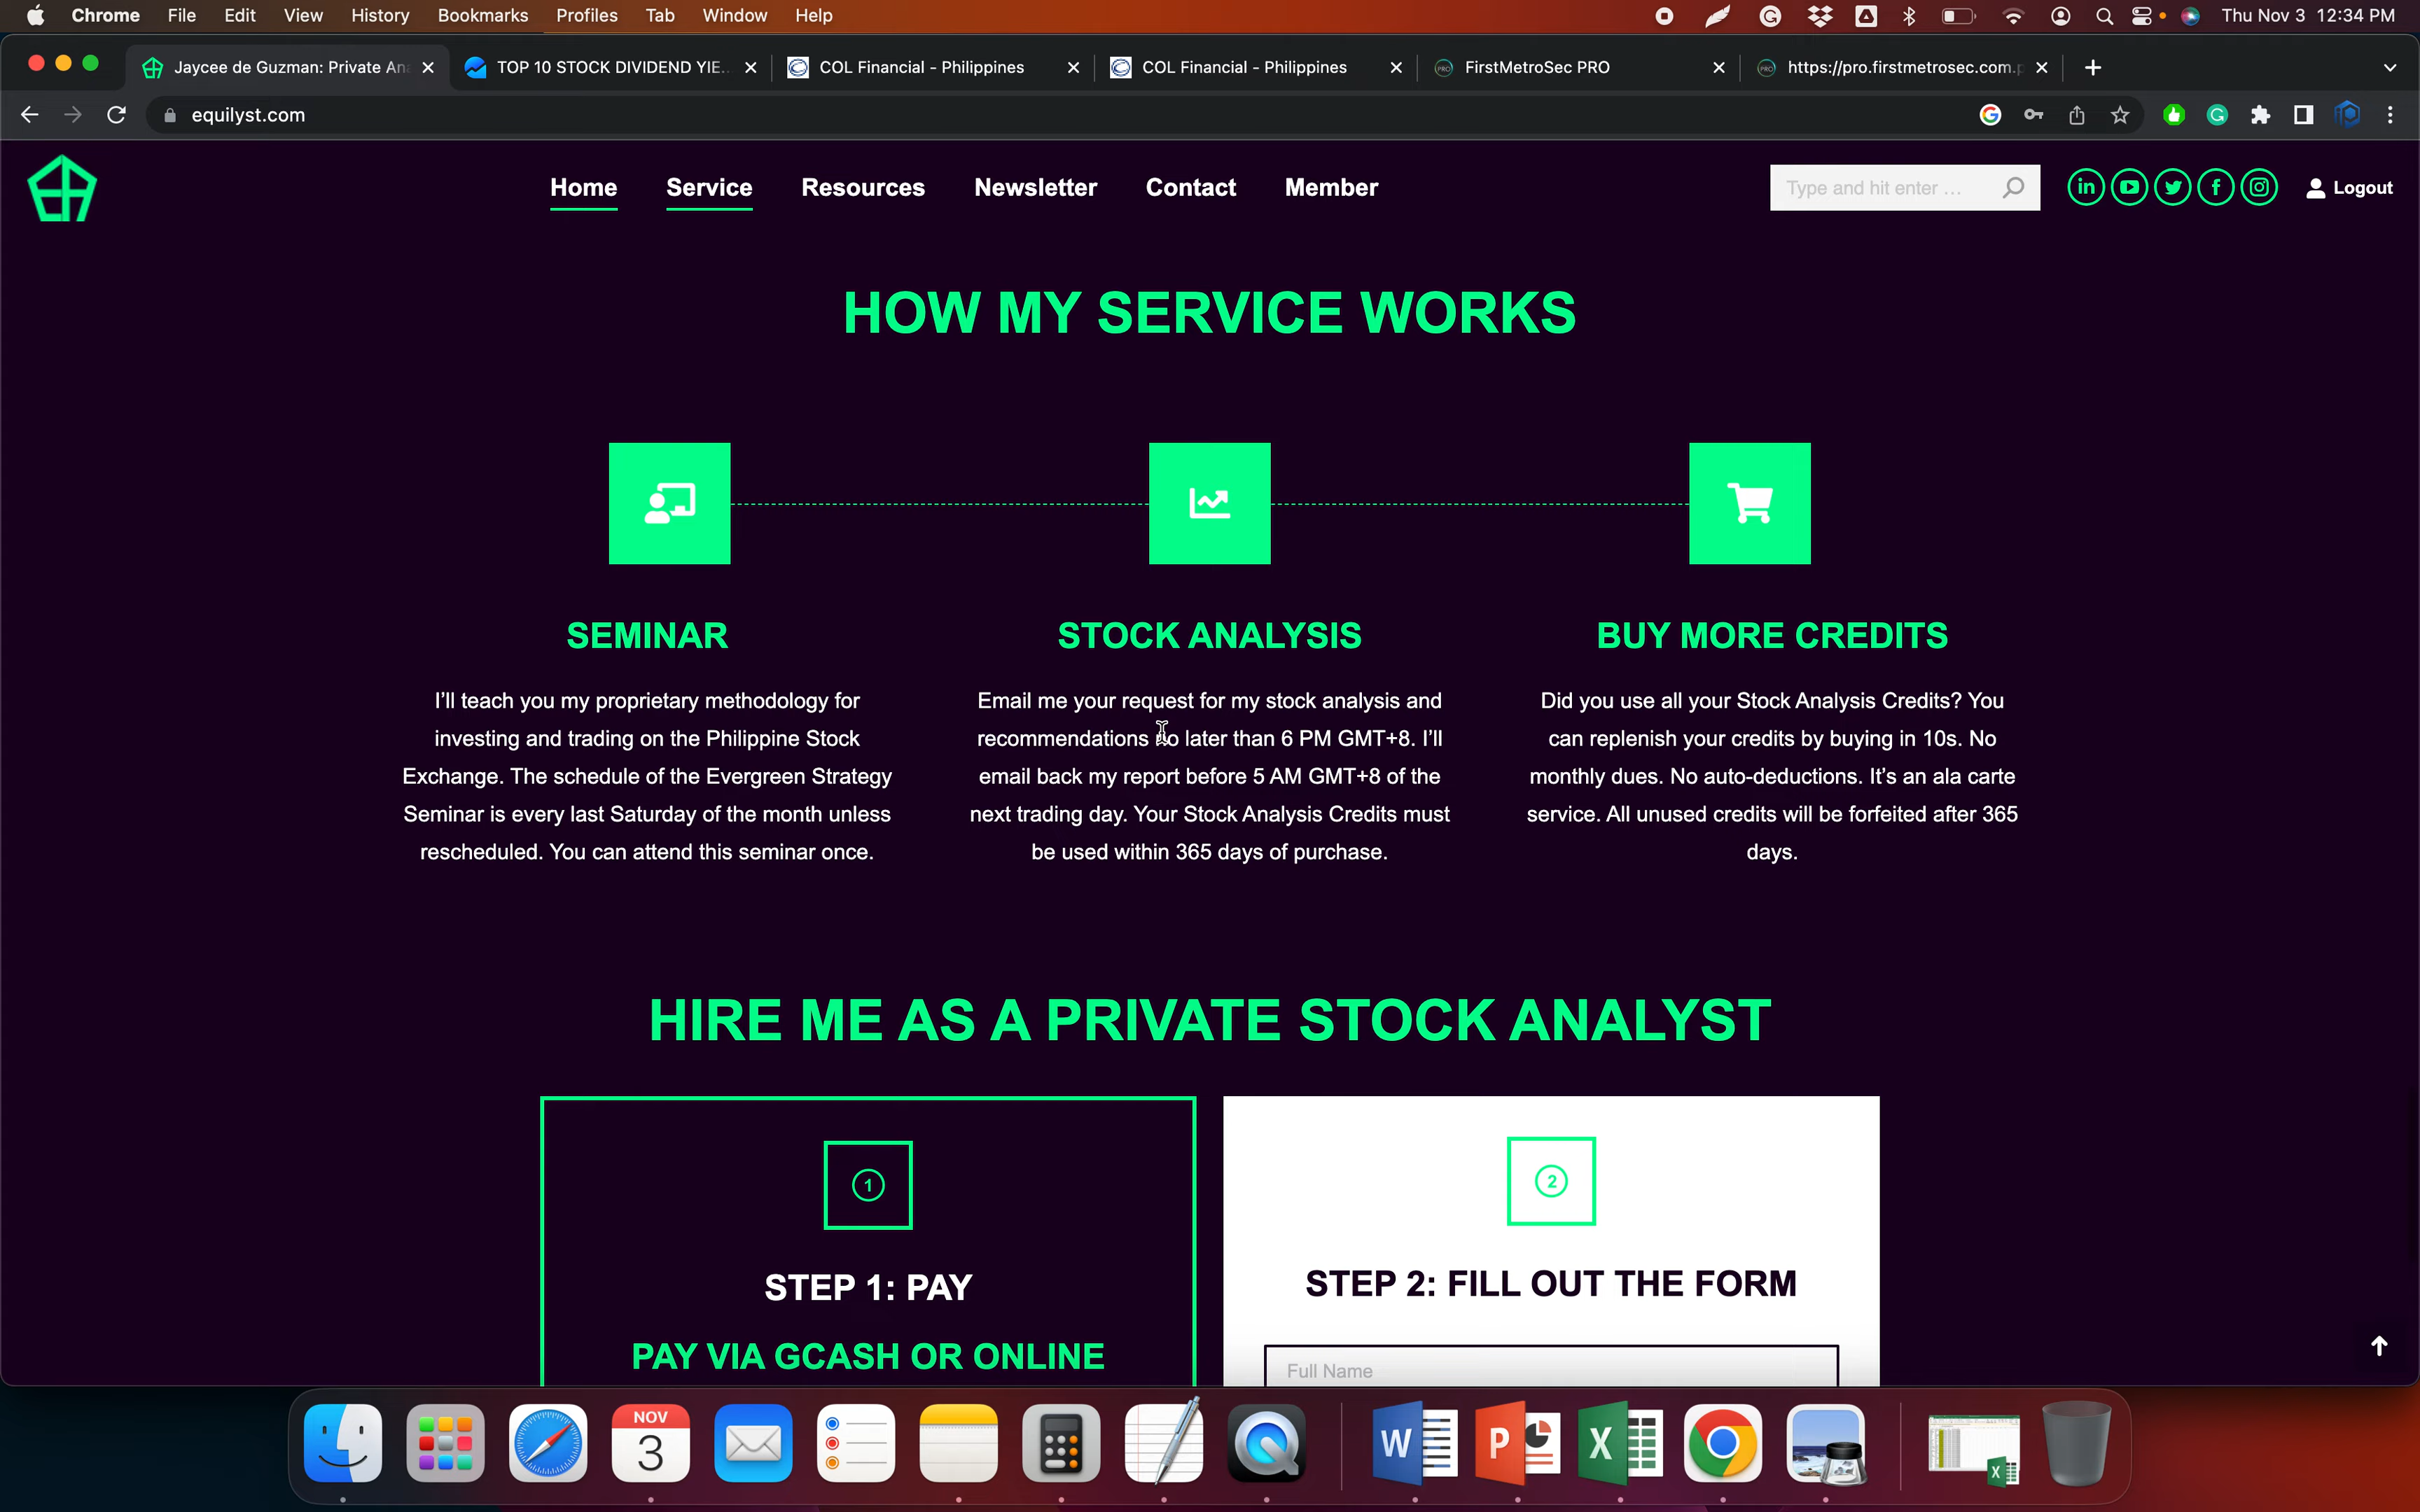 Chrome File Edit View History Bookmarks Profiles Tab Window Help Thu Nov 3 12:34 PM
Jaycee de Guzman: Private An TOP 10 STOCK DIVIDEND YIE... COL Financial - Philippines COL Financial - Philippines FirstMetroSec PRO https://pro.firstmetrosec.com.p
equilyst.com
Home Service Resources Newsletter Contact Member Type and hit enter ... Logout
HOW MY SERVICE WORKS
SEMINAR
I'll teach you my proprietary methodology for
investing and trading on the Philippine Stock
Exchange. The schedule of the Evergreen Strategy
Seminar is every last Saturday of the month unless
rescheduled. You can attend this seminar once.
STOCK ANALYSIS
Email me your request for my stock analysis and
recommendations no later than 6 PM GMT+8. I'll
email back my report before 5 AM GMT+8 of the
next trading day. Your Stock Analysis Credits must
be used within 365 days of purchase.
BUY MORE CREDITS
Did you use all your Stock Analysis Credits? You
can replenish your credits by buying in 10s. No
monthly dues. No auto-deductions. It's an ala carte
service. All unused credits will be forfeited after 365
days.
HIRE ME AS A PRIVATE STOCK ANALYST
1
STEP 1: PAY
PAY VIA GCASH OR ONLINE
2
STEP 2: FILL OUT THE FORM
Full Name
NOV
3
W P X
X